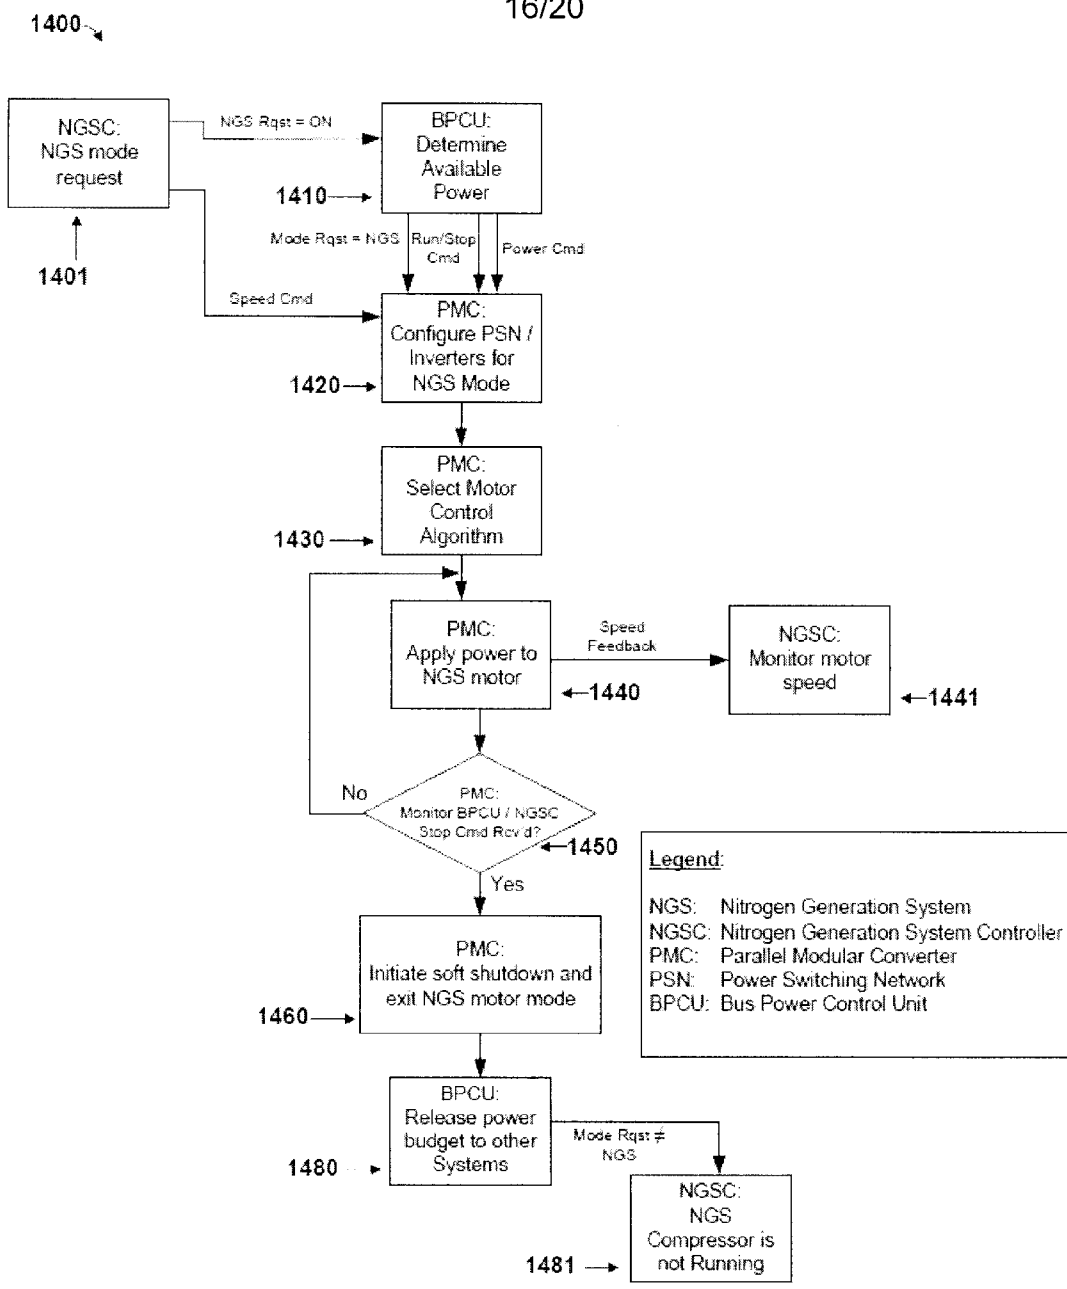 16/20
1400
NGSC:
NGS mode
request
1401
NGS Rqst = ON
BPCU:
Determine
Available
Power
1410
Mode Rqst = NGS
Run/Stop
Cmd
Power Cmd
Speed Cmd
PMC:
Configure PSN /
Inverters for
NGS Mode
1420
PMC:
Select Motor
Control
Algorithm
1430
PMC:
Apply power to
NGS motor
1440
Speed
Feedback
NGSC:
Monitor motor
speed
1441
No
PMC:
Monitor BPCU / NGSC
Stop Cmd Rcv'd?
1450
Yes
PMC:
Initiate soft shutdown and
exit NGS motor mode
1460
Legend:
NGS: Nitrogen Generation System
NGSC: Nitrogen Generation System Controller
PMC: Parallel Modular Converter
PSN: Power Switching Network
BPCU: Bus Power Control Unit
BPCU:
Release power
budget to other
Systems
1480
Mode Rqst ≠
NGS
NGSC:
NGS
Compressor is
not Running
1481